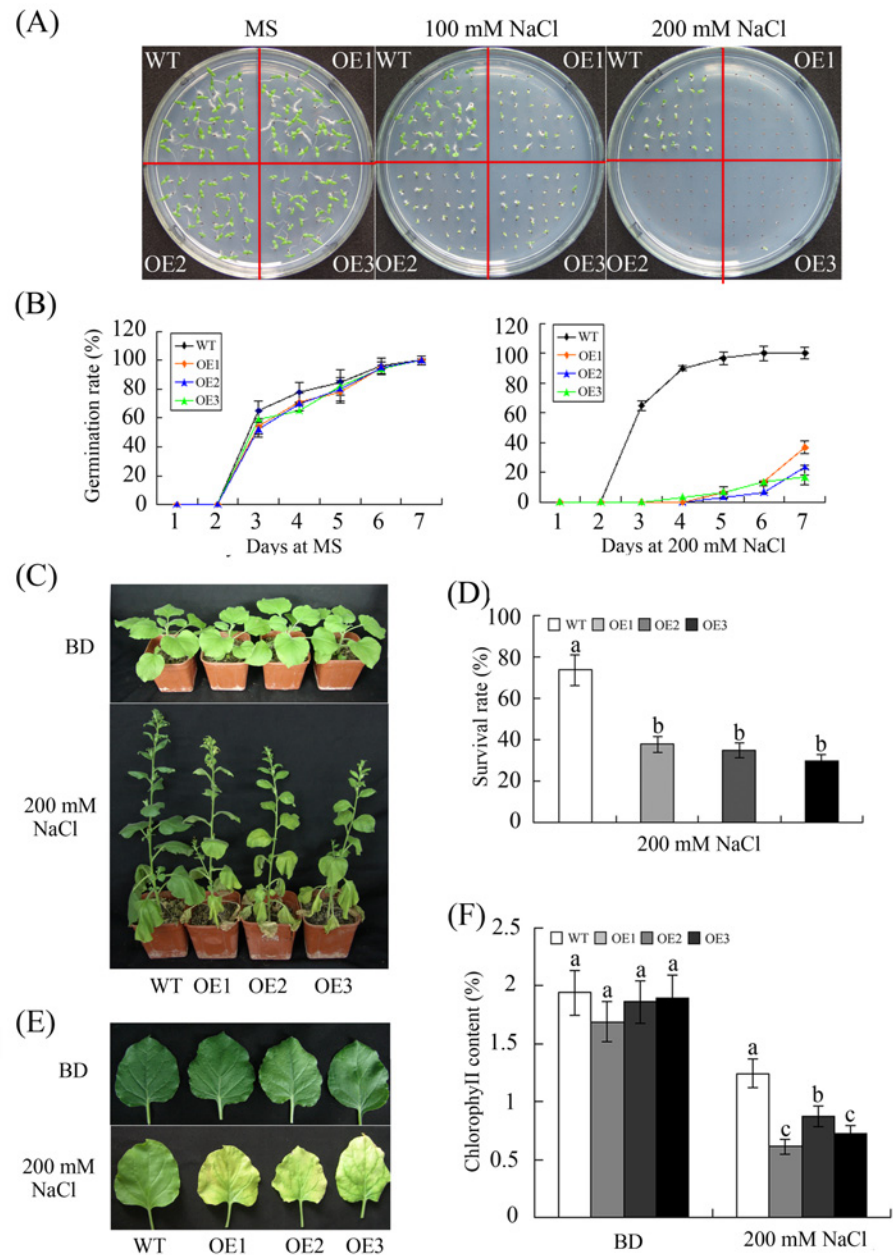 (A)
MS 100 mM NaCl 200 mM NaCl
WT OE1 WT OE1 WT OE1
OE2 OE3 OE2 OE3 OE2 OE3
(B)
Germination rate (%)
120
100
80
60
40
20
0
WT
OE1
OE2
OE3
1 2 3 4 5 6 7
Days at MS
120
100
80
60
40
20
0
WT
OE1
OE2
OE3
1 2 3 4 5 6 7
Days at 200 mM NaCl
(C)
BD
200 mM
NaCl
WT OE1 OE2 OE3
(D)
Survival rate (%)
100
80
60
40
20
0
WT OE1 OE2 OE3
a b b b
200 mM NaCl
(E)
BD
200 mM
NaCl
WT OE1 OE2 OE3
(F)
ChlorophyII content (%)
2.5
2
1.5
1
0.5
0
WT OE1 OE2 OE3
a a a a a c b c
BD 200 mM NaCl